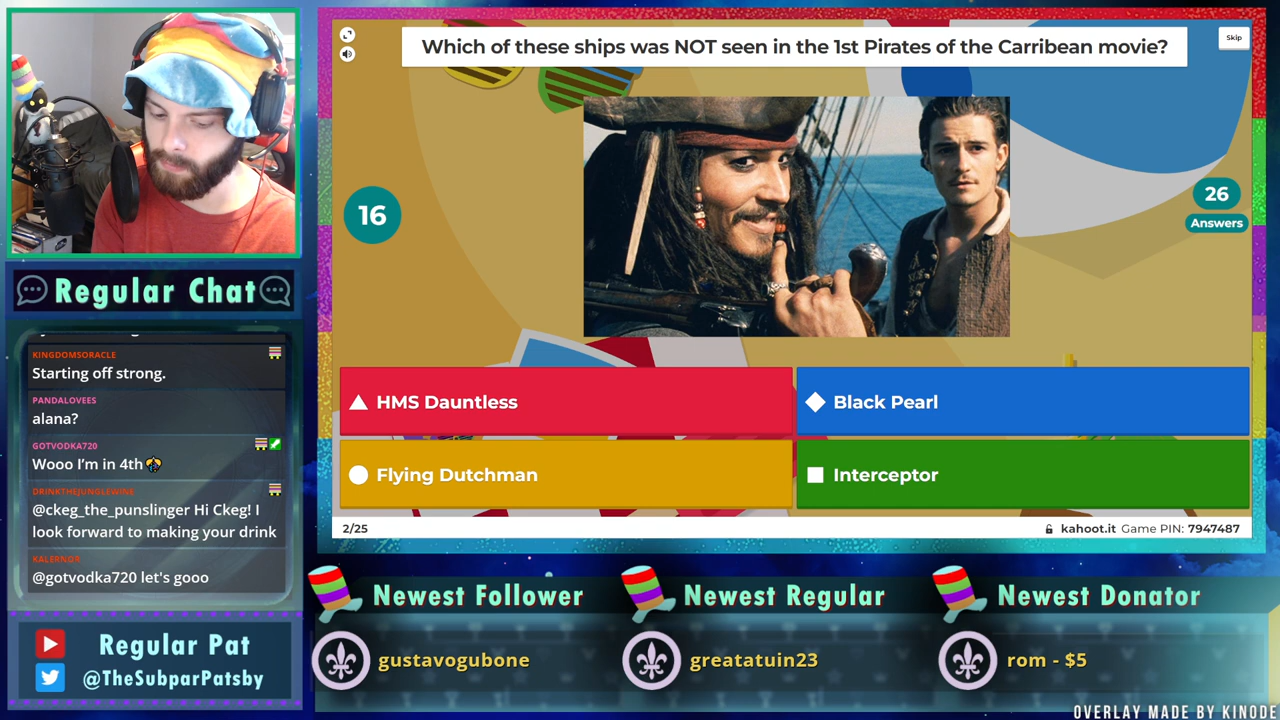 Which of these ships was NOT seen in the 1st Pirates of the Carribean movie?
Skip
16
26
Answers
HMS Dauntless
Black Pearl
Flying Dutchman
Interceptor
2/25
kahoot.it Game PIN: 7947487
Regular Chat
KINGDOMSORACLE
Starting off strong.
PANDALOVEES
alana?
GOTVODKA720
Wooo I'm in 4th
DRINKTHEJUNGLEWINE
@ckeg_the_punslinger Hi Ckeg! I
look forward to making your drink
@gotvodka720 let's gooo
Regular Pat
@TheSubparPatsby
Newest Follower
gustavogubone
Newest Regular
greatatuin23
Newest Donator
rom - $5
OVERLAY MADE BY KINODE